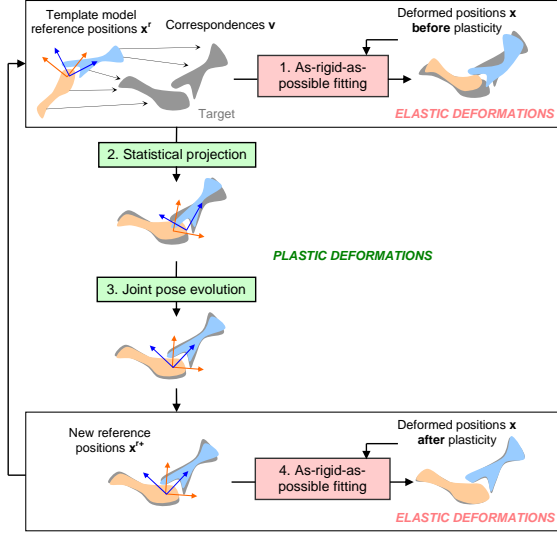 Template model
reference positions xʳ
Correspondences v
Deformed positions x
before plasticity
1. As-rigid-as-
possible fitting
Target
ELASTIC DEFORMATIONS
2. Statistical projection
PLASTIC DEFORMATIONS
3. Joint pose evolution
New reference
positions xʳ⁺
Deformed positions x
after plasticity
4. As-rigid-as-
possible fitting
ELASTIC DEFORMATIONS